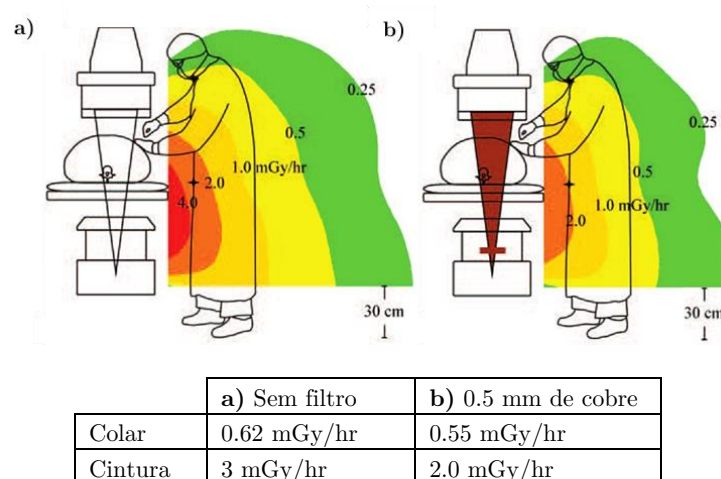 a)
0.25
0.5
1.0 mGy/hr
2.0
4.0
30 cm
b)
0.25
0.5
1.0 mGy/hr
2.0
30 cm
a) Sem filtro b) 0.5 mm de cobre
Colar 0.62 mGy/hr 0.55 mGy/hr
Cintura 3 mGy/hr 2.0 mGy/hr